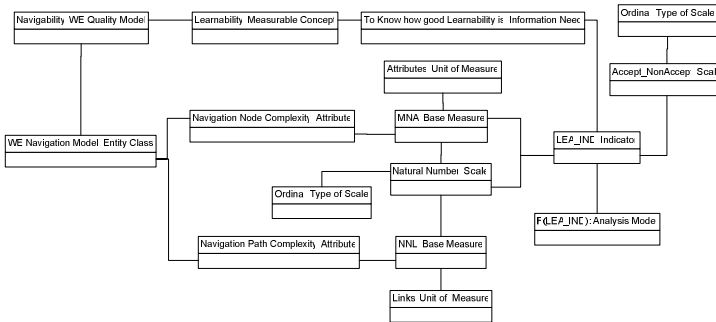 Ordina Type of Scale
Navigability WE Quality Model
Learnability Measurable Concept
To Know how good Learnability is Information Need
Attributes Unit of Measure
Accept_NonAccept Scal
Navigation Node Complexity Attribute
MNA Base Measure
WE Navigation Model Entity Class
LEA_IND Indicator
Natural Number Scale
Ordina Type of Scale
F(LEA_IND): Analysis Mode
Navigation Path Complexity Attribute
NNL Base Measure
Links Unit of Measure